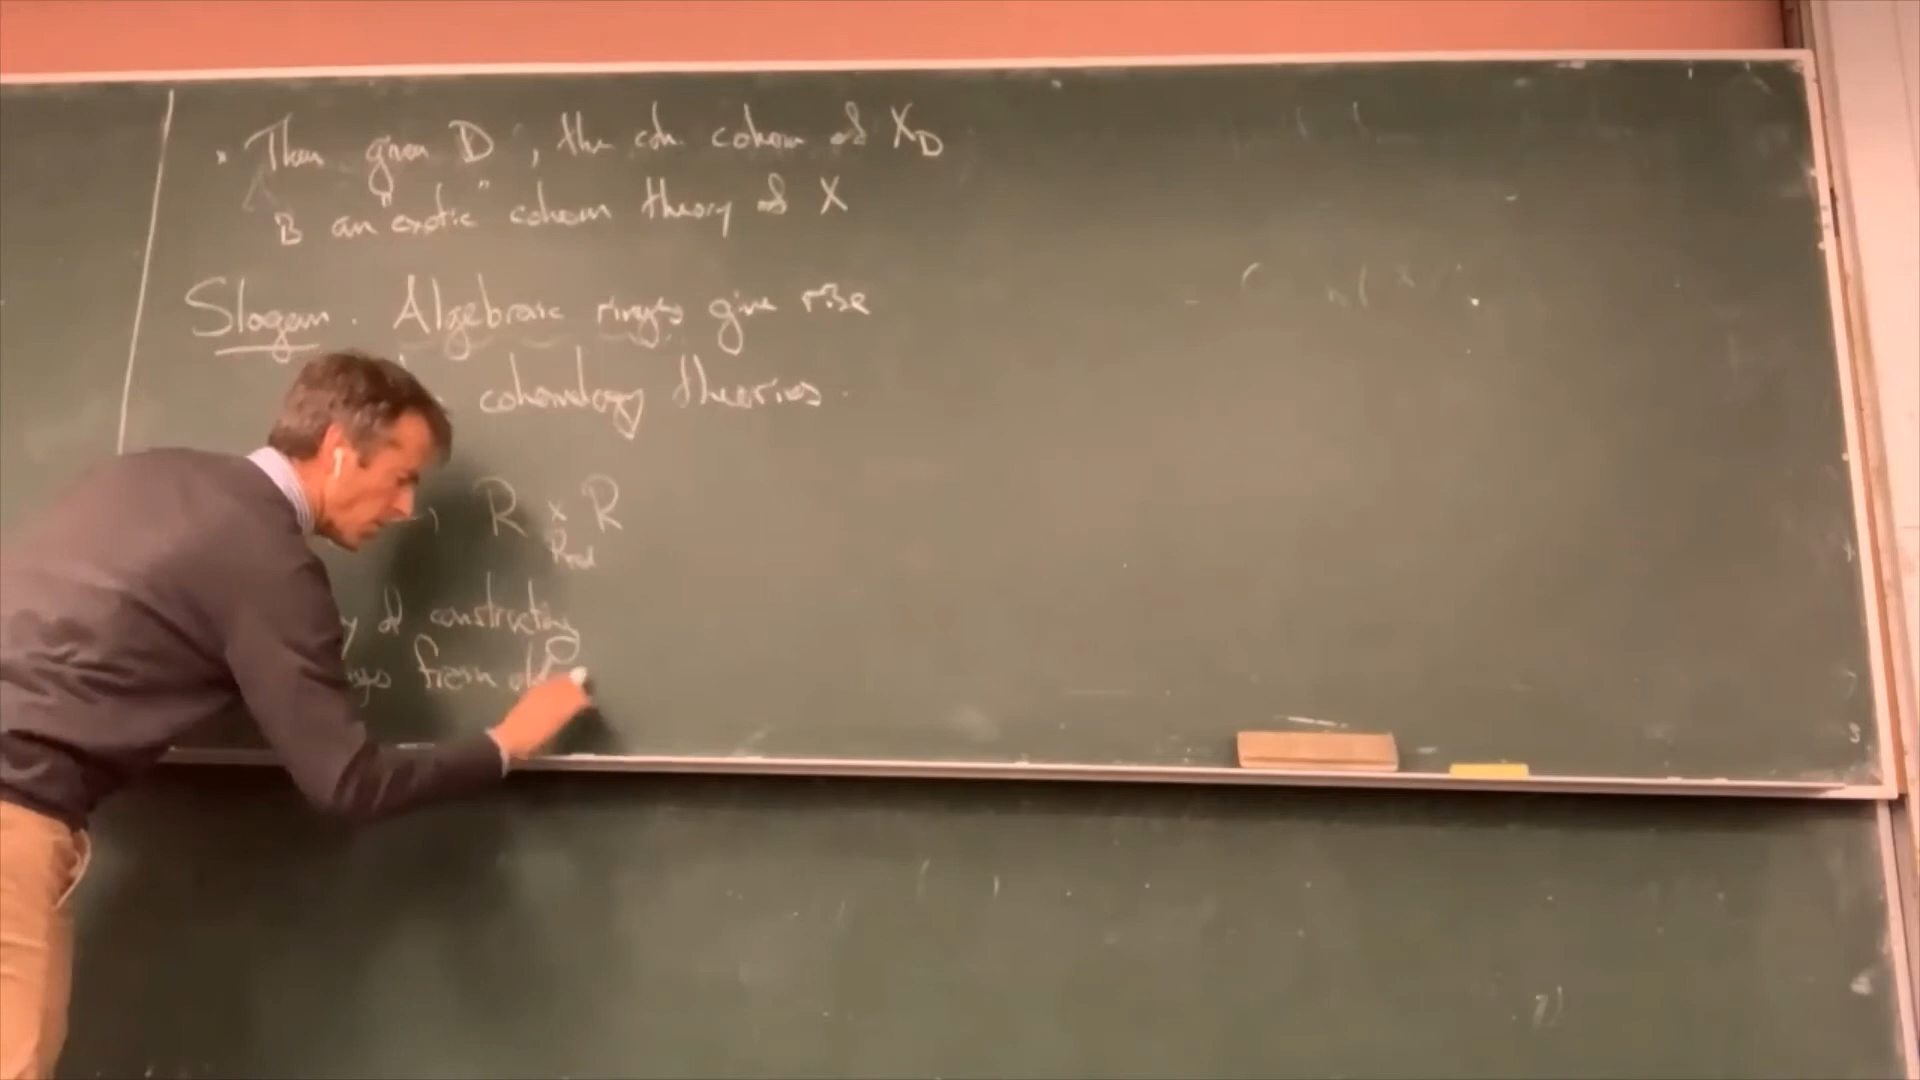 • Then given D, the coh. cohom of X_D
is an "exotic" cohom theory of X
Slogan. Algebraic rings give rise
cohomology theories.
R ×_{R_red} R
of constructing
from old